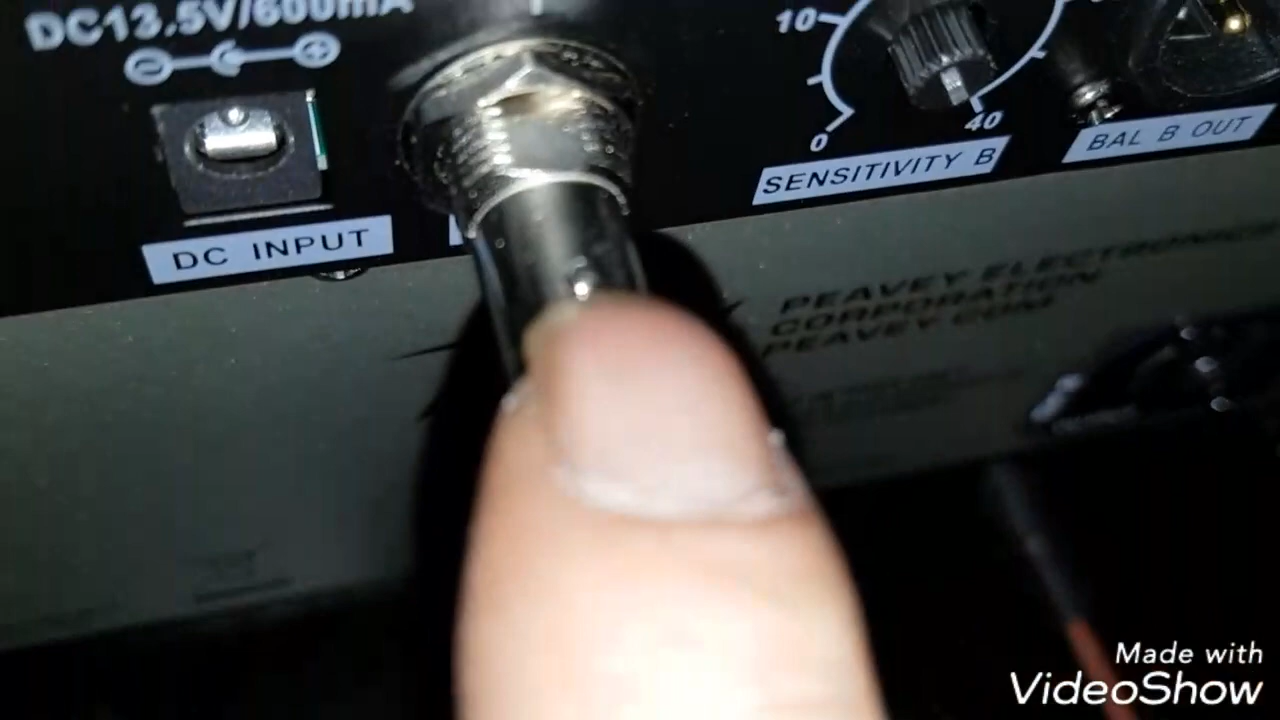 DC13.5V/600mA
10
0
40
SENSITIVITY B
BAL B OUT
DC INPUT
PEAVEY ELECTRONICS
CORPORATION
PEAVEY.COM
Made with
VideoShow